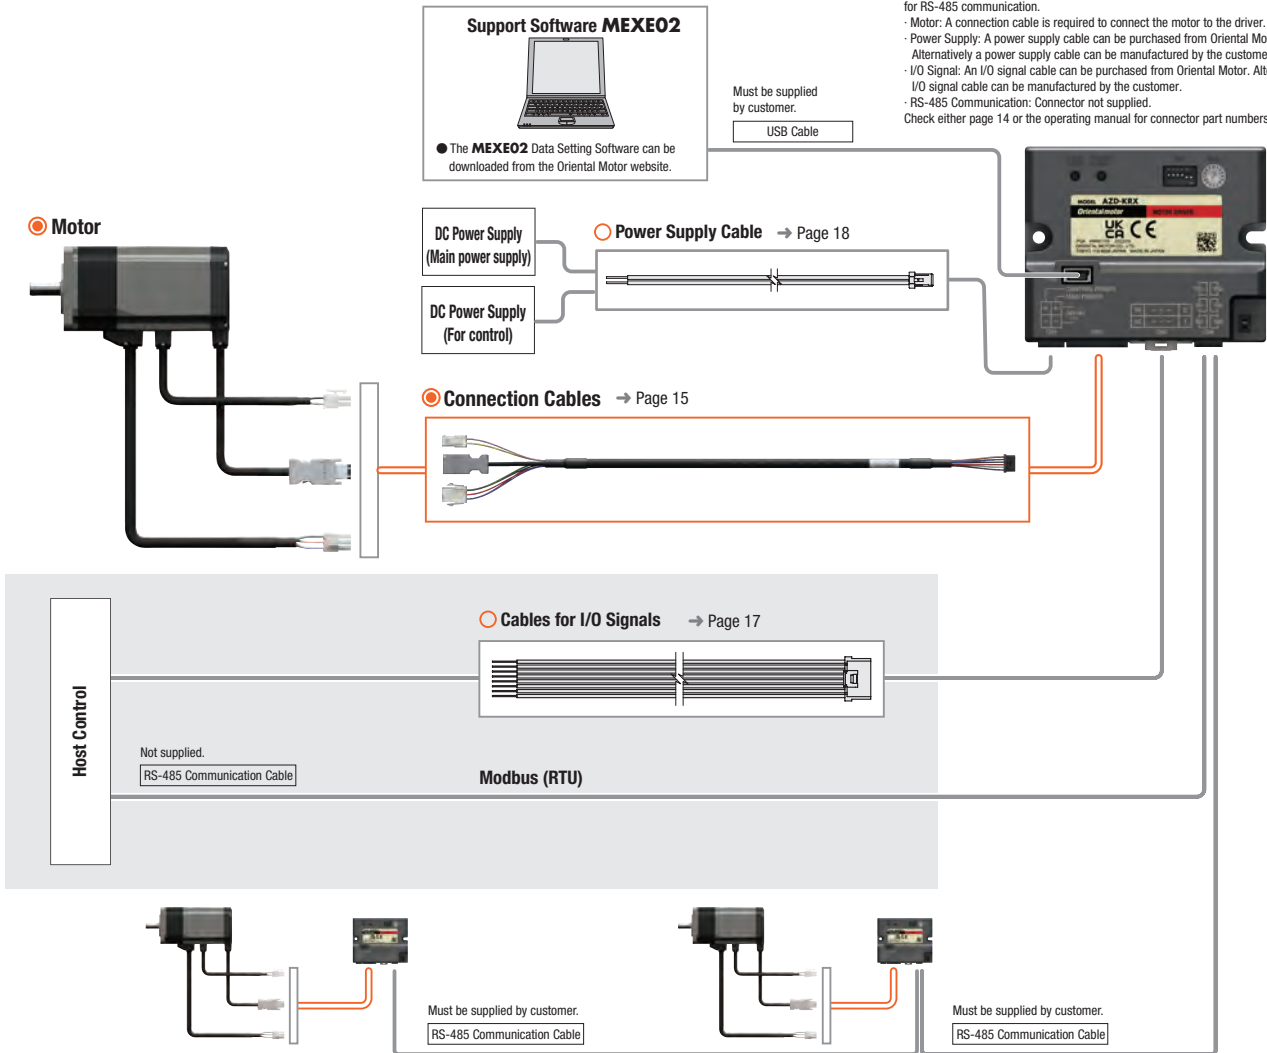 for RS-485 communication.
· Motor: A connection cable is required to connect the motor to the driver.
· Power Supply: A power supply cable can be purchased from Oriental Mo
Alternatively a power supply cable can be manufactured by the custome
· I/O Signal: An I/O signal cable can be purchased from Oriental Motor. Alt
I/O signal cable can be manufactured by the customer.
· RS-485 Communication: Connector not supplied.
Check either page 14 or the operating manual for connector part numbers
Support Software MEXE02
● The MEXE02 Data Setting Software can be
downloaded from the Oriental Motor website.
Must be supplied
by customer.
USB Cable
MODEL AZD-KRX
Orientalmotor
UK CA CE
Motor
DC Power Supply
(Main power supply)
DC Power Supply
(For control)
Power Supply Cable → Page 18
Connection Cables → Page 15
Cables for I/O Signals → Page 17
Host Control
Not supplied.
RS-485 Communication Cable
Modbus (RTU)
Must be supplied by customer.
RS-485 Communication Cable
Must be supplied by customer.
RS-485 Communication Cable